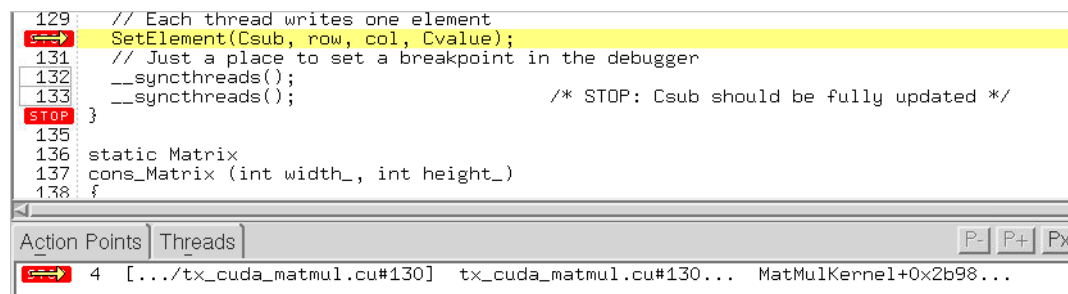 129 // Each thread writes one element
SetElement(Csub, row, col, Cvalue);
131 // Just a place to set a breakpoint in the debugger
132 __syncthreads();
133 __syncthreads(); /* STOP: Csub should be fully updated */
STOP }
135
136 static Matrix
137 cons_Matrix (int width_, int height_)
138 {
Action Points Threads P- P+ Px
4 [.../tx_cuda_matmul.cu#130] tx_cuda_matmul.cu#130... MatMulKernel+0x2b98...